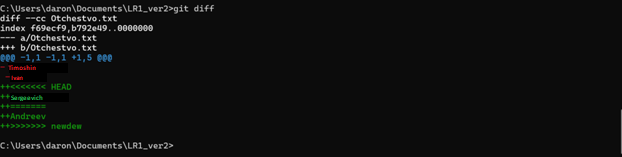 C:\Users\daron\Documents\LR1_ver2>git diff
diff --cc Otchestvo.txt
index f69ecf9,b792e49..0000000
--- a/Otchestvo.txt
+++ b/Otchestvo.txt
@@@ -1,1 -1,1 +1,5 @@@
- Timoshin
- Ivan
++<<<<<<< HEAD
++Sergeevich
++=======
++Andreev
++>>>>>>> newdew
C:\Users\daron\Documents\LR1_ver2>